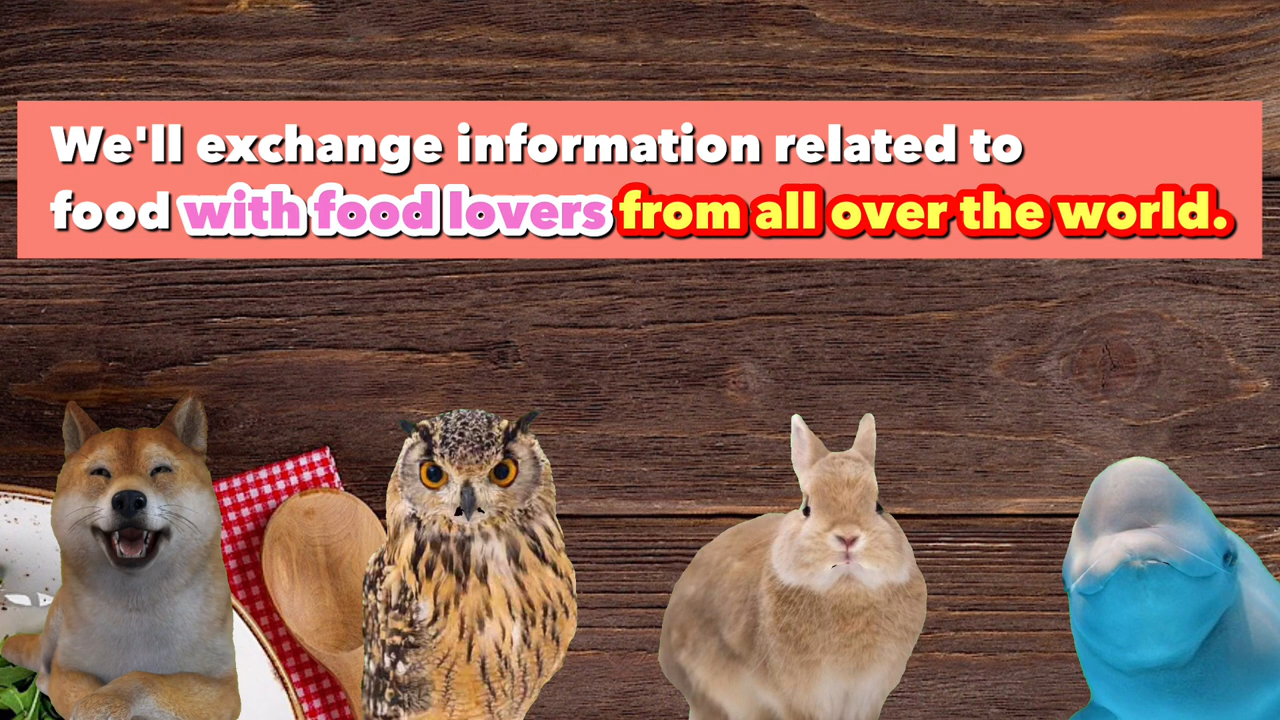 We'll exchange information related to
food with food lovers from all over the world.